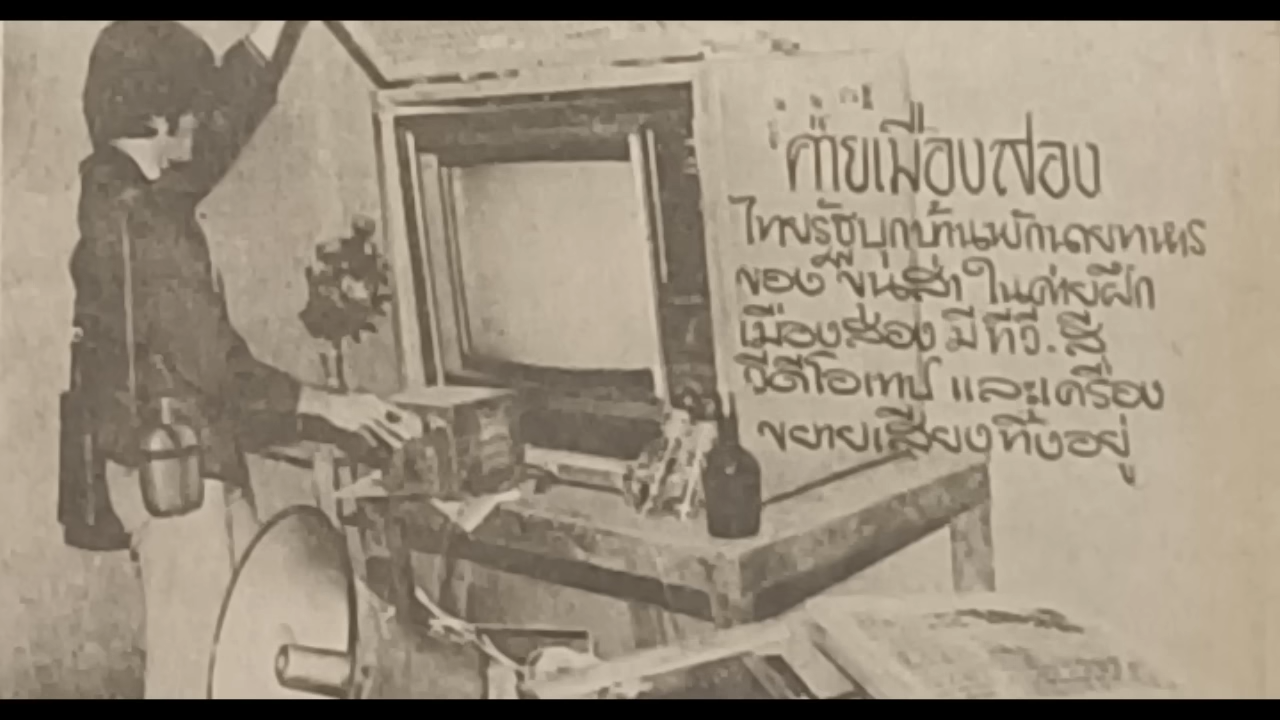 ค่ายเมืองสอง
ไทยรัฐบุกบ้านพักนายทหาร
ของ ขุนส่า ในค่ายฝึก
เมืองสอง มี ทีวี.สี
วีดีโอเทป และเครื่อง
ขยายเสียงทิ้งอยู่